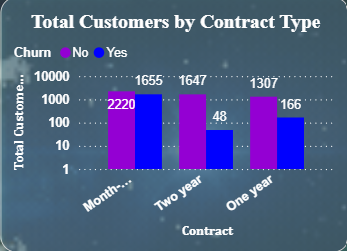 Total Customers by Contract Type
Churn No Yes
Total Custome...
10000
1000
100
10
1
2220
1655
1647
48
1307
166
Month-...
Two year
One year
Contract